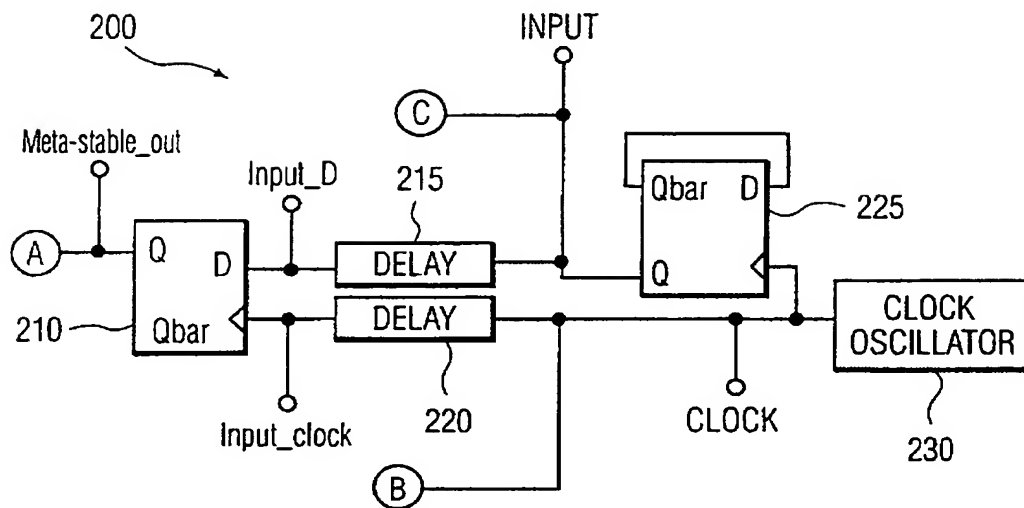 200
INPUT
C
Meta-stable_out
Input_D
215
Qbar D
225
A
Q
D
DELAY
Q
210
Qbar
DELAY
CLOCK
OSCILLATOR
Input_clock
220
CLOCK
230
B